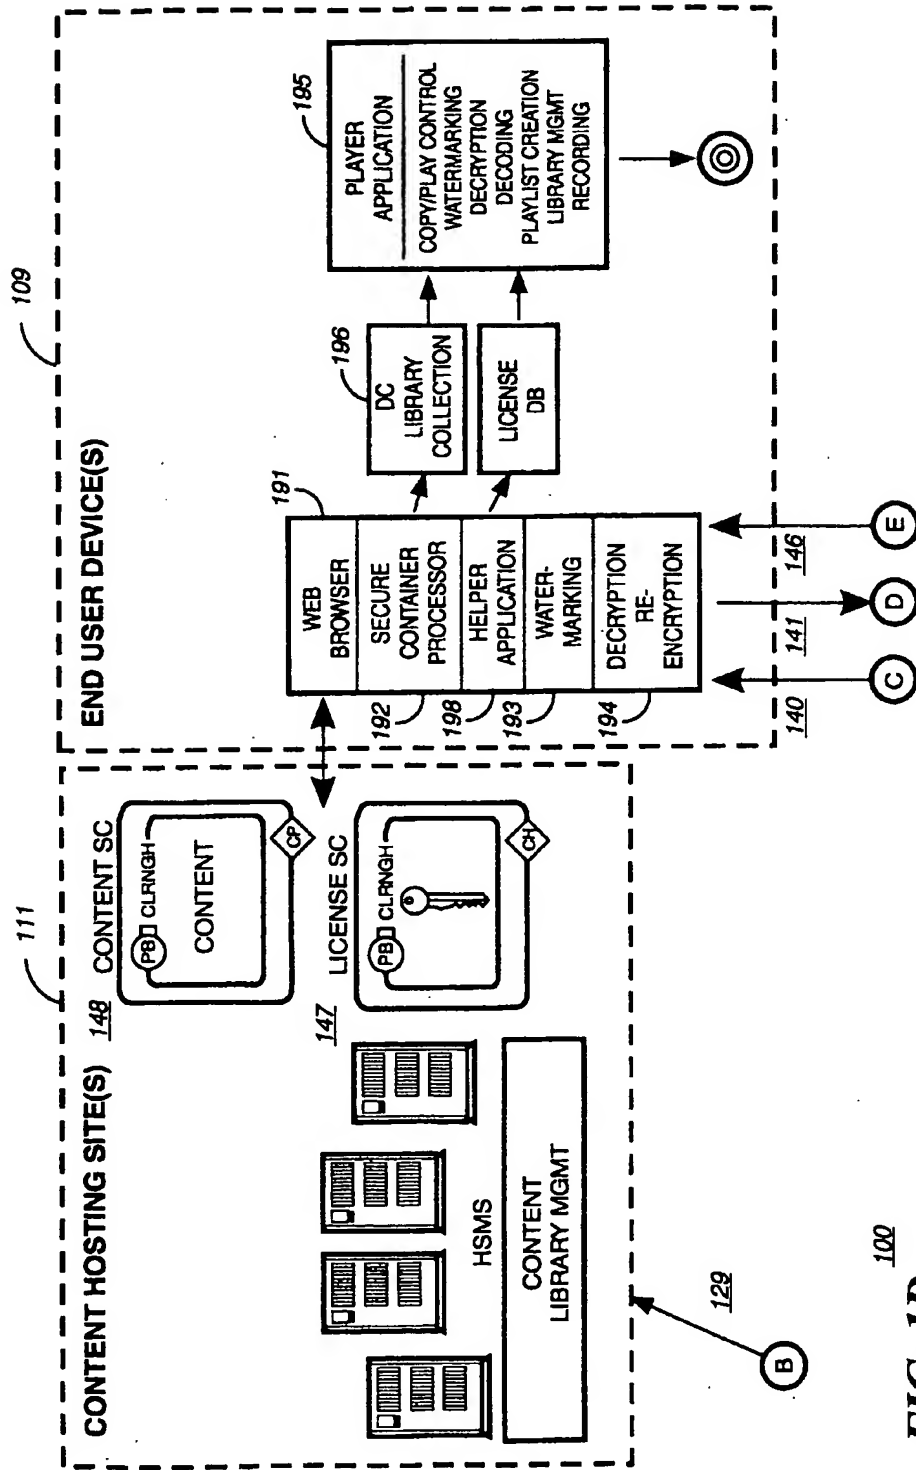 111
109
CONTENT HOSTING SITE(S)
148
CONTENT SC
PB
CLRNGH
CONTENT
CP
147
LICENSE SC
PB
CLRNGH
CH
HSMS
CONTENT
LIBRARY MGMT
END USER DEVICE(S)
191
WEB
BROWSER
SECURE
CONTAINER
PROCESSOR
HELPER
APPLICATION
WATER-
MARKING
DECRYPTION
RE-
ENCRYPTION
192
198
193
194
196
DC
LIBRARY
COLLECTION
LICENSE
DB
195
PLAYER
APPLICATION
COPY/PLAY CONTROL
WATERMARKING
DECRYPTION
DECODING
PLAYLIST CREATION
LIBRARY MGMT
RECORDING
B
129
140
C
141
D
146
E
100
FIG. 1D